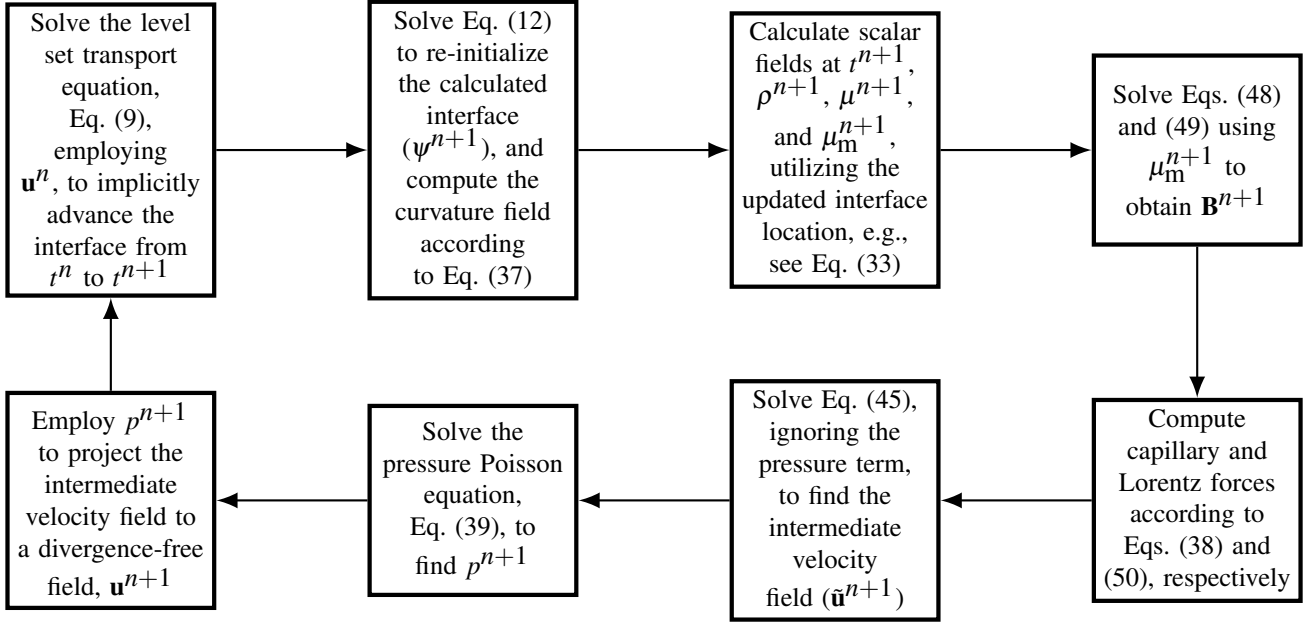 Solve the level
set transport
equation,
Eq. (9),
employing
𝐮ⁿ, to implicitly
advance the
interface from
tⁿ to tⁿ⁺¹
Solve Eq. (12)
to re-initialize
the calculated
interface
(ψⁿ⁺¹), and
compute the
curvature field
according
to Eq. (37)
Calculate scalar
fields at tⁿ⁺¹,
ρⁿ⁺¹, μⁿ⁺¹,
and μₘⁿ⁺¹,
utilizing the
updated interface
location, e.g.,
see Eq. (33)
Solve Eqs. (48)
and (49) using
μₘⁿ⁺¹ to
obtain 𝐁ⁿ⁺¹
Compute
capillary and
Lorentz forces
according to
Eqs. (38) and
(50), respectively
Solve Eq. (45),
ignoring the
pressure term,
to find the
intermediate
velocity
field (𝐮̃ⁿ⁺¹)
Solve the
pressure Poisson
equation,
Eq. (39), to
find pⁿ⁺¹
Employ pⁿ⁺¹
to project the
intermediate
velocity field to
a divergence-free
field, 𝐮ⁿ⁺¹